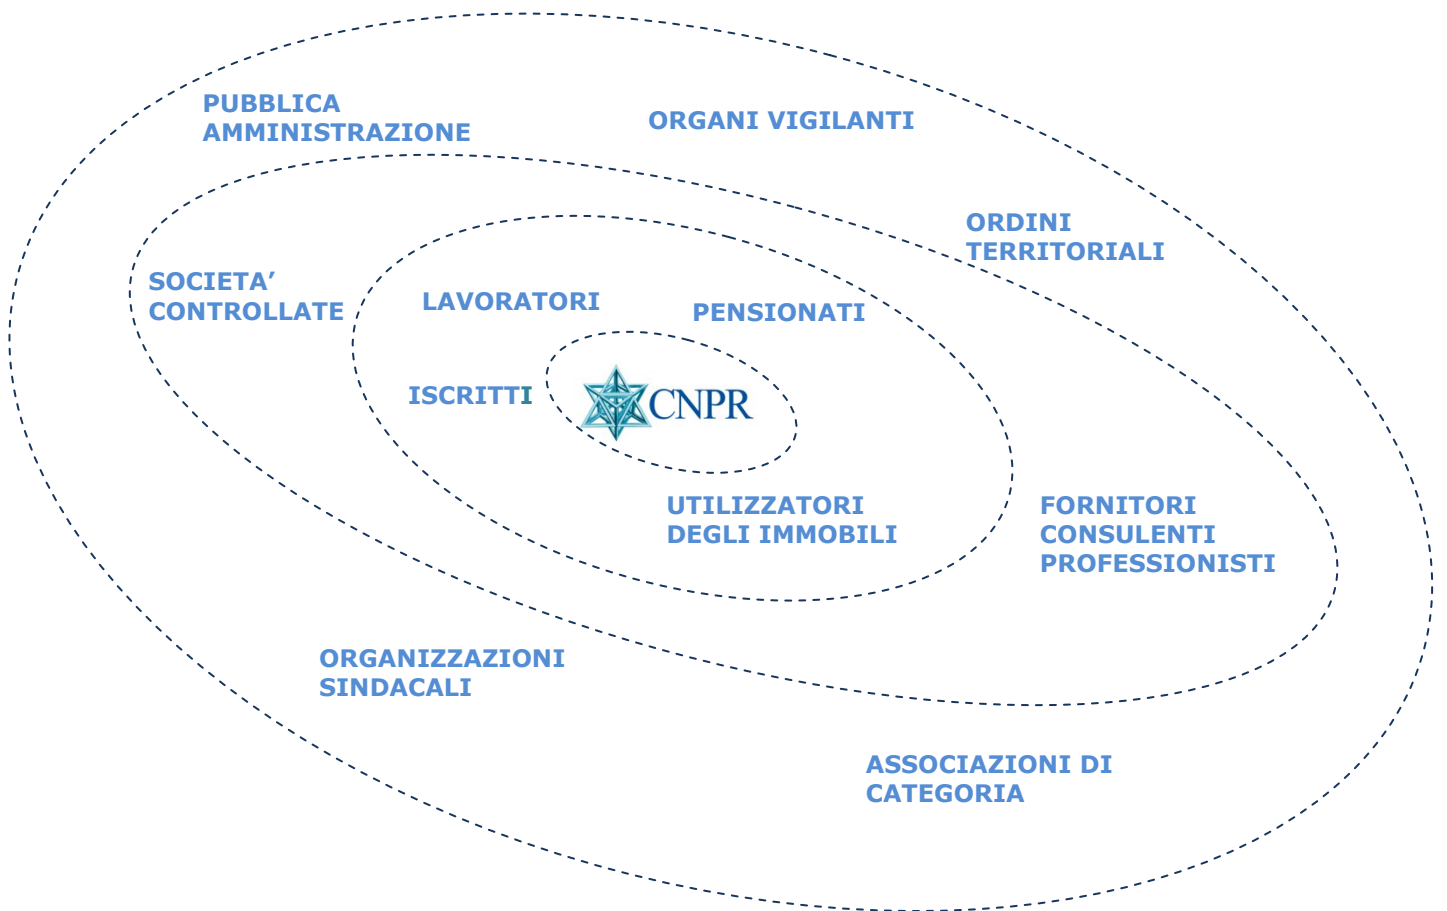 PUBBLICA
AMMINISTRAZIONE
ORGANI VIGILANTI
ORDINI
TERRITORIALI
SOCIETA’
CONTROLLATE
LAVORATORI
PENSIONATI
ISCRITTI
CNPR
UTILIZZATORI
DEGLI IMMOBILI
FORNITORI
CONSULENTI
PROFESSIONISTI
ORGANIZZAZIONI
SINDACALI
ASSOCIAZIONI DI
CATEGORIA